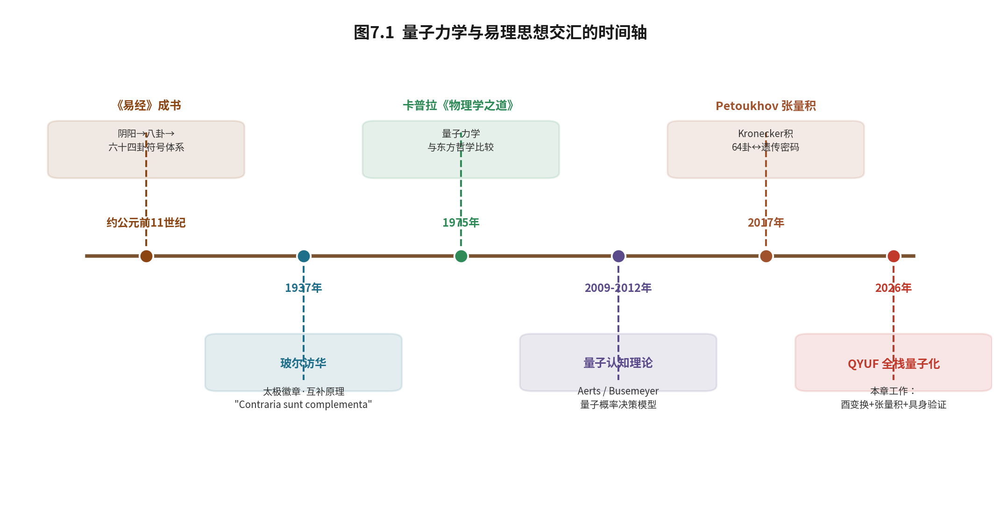 图7.1 量子力学与易理思想交汇的时间轴
《易经》成书
阴阳→八卦→
六十四卦符号体系
约公元前11世纪
玻尔访华
1937年
太极徽章·互补原理
"Contraria sunt complementa"
卡普拉《物理学之道》
量子力学
与东方哲学比较
1975年
2009-2012年
量子认知理论
Aerts / Busemeyer
量子概率决策模型
Petoukhov 张量积
Kronecker积
64卦↔遗传密码
2017年
2026年
QYUF 全栈量子化
本章工作：
酉变换+张量积+具身验证